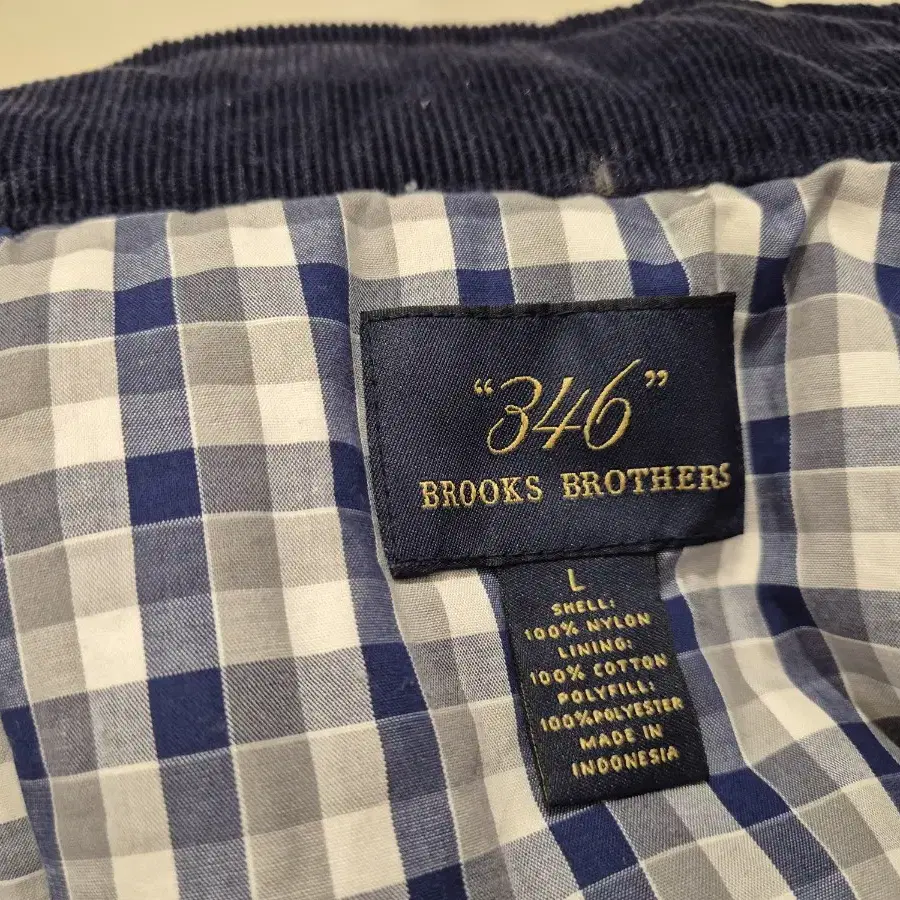 “346”
BROOKS BROTHERS
L
SHELL:
100% NYLON
LINING:
100% COTTON
POLYFILL:
100%POLYESTER
MADE IN
INDONESIA